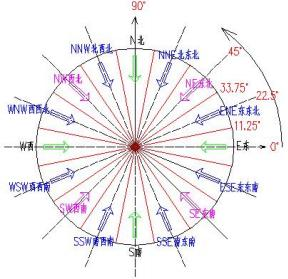 90°
N北
NNW北西北
NNE北东北
45°
NW西北
NE东北
33.75°
22.5°
WNW西西北
ENE东东北
11.25°
W西
E东
0°
WSW西西南
ESE东东南
SW西南
SE东南
SSW南西南
SSE南东南
S南